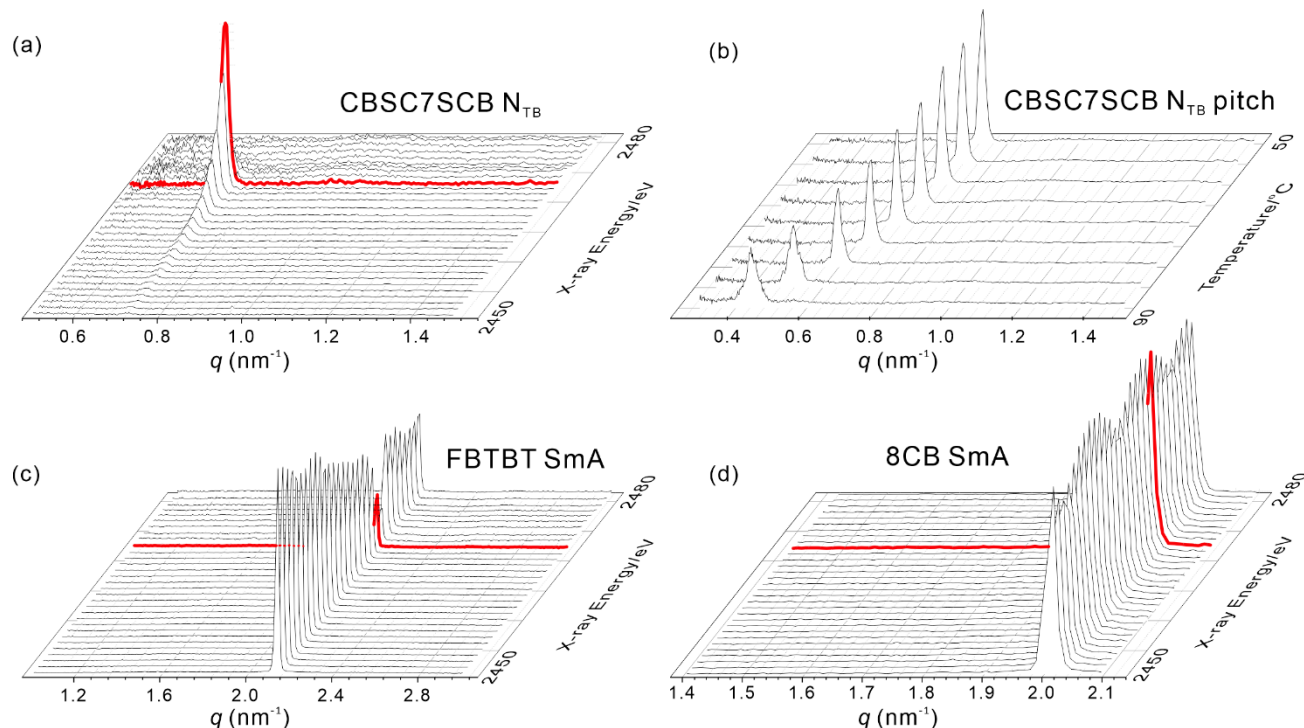 (a)
CBSC7SCB N_TB
2480
X-ray Energy/eV
2450
0.6 0.8 1.0 1.2 1.4
q (nm⁻¹)
(b)
CBSC7SCB N_TB pitch
50
Temperature/°C
90
0.4 0.6 0.8 1.0 1.2 1.4
q (nm⁻¹)
(c)
FBTBT SmA
2480
X-ray Energy/eV
2450
1.2 1.6 2.0 2.4 2.8
q (nm⁻¹)
(d)
8CB SmA
2480
X-ray Energy/eV
2450
1.4 1.5 1.6 1.7 1.8 1.9 2.0 2.1
q (nm⁻¹)